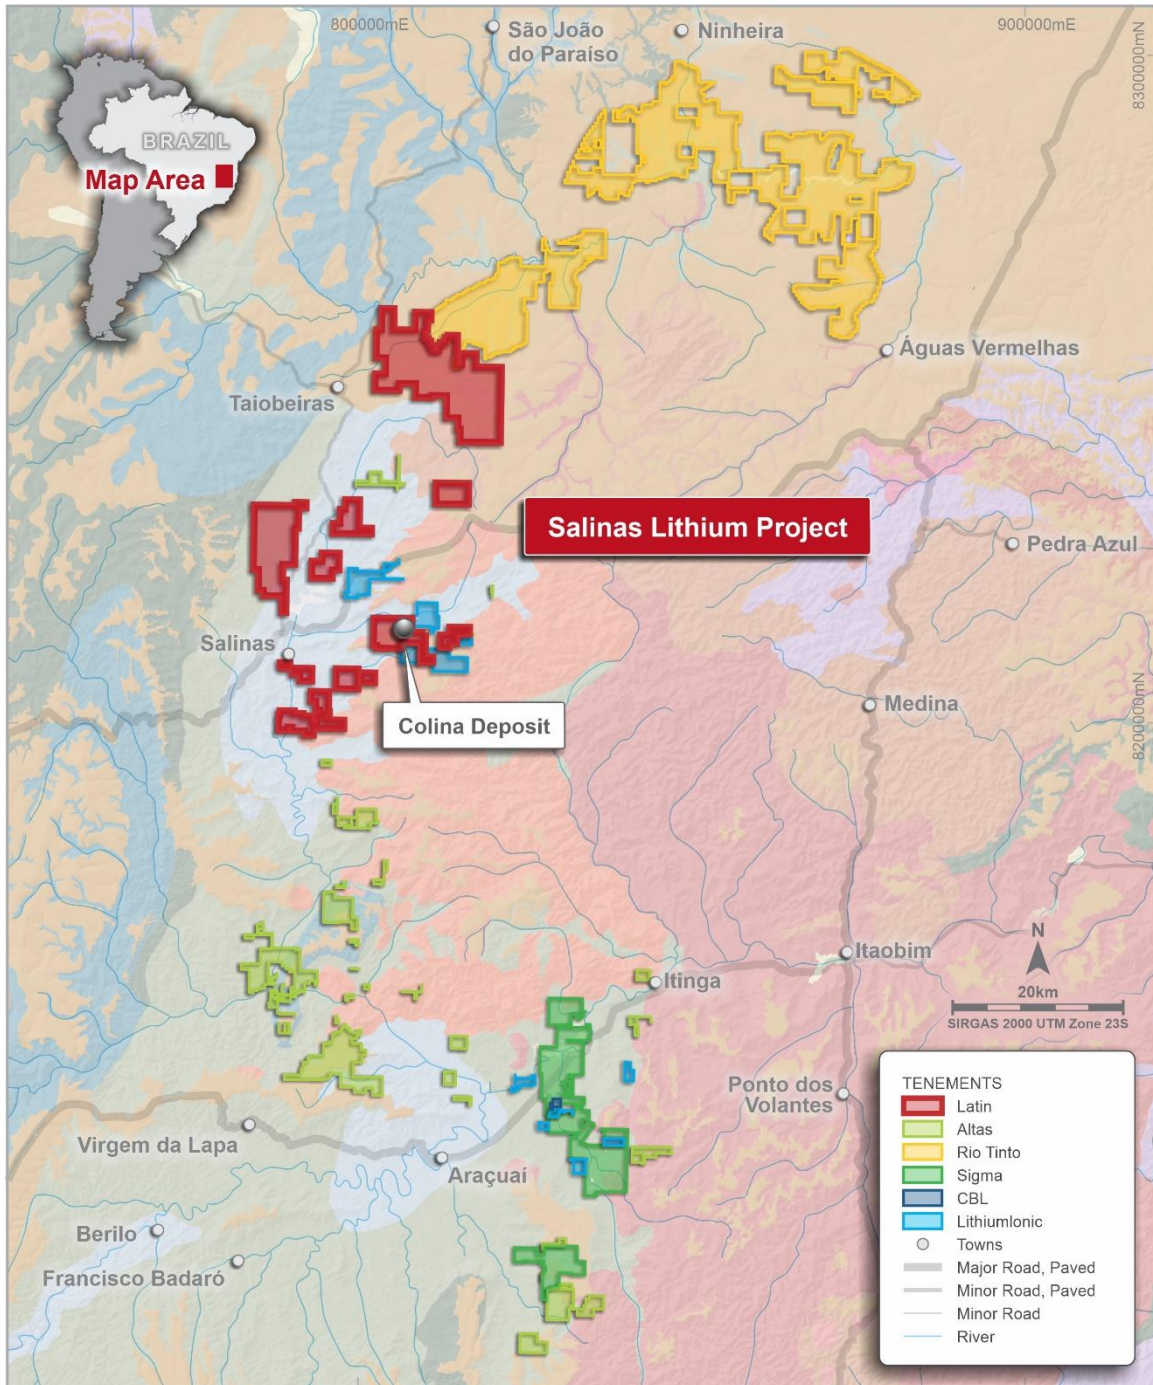 800000mE
900000mE
8300000mN
8200000mN
São João
do Paraíso
Ninheira
BRAZIL
Map Area
Águas Vermelhas
Taiobeiras
Salinas Lithium Project
Pedra Azul
Salinas
Colina Deposit
Medina
Itaobim
Itinga
N
20km
SIRGAS 2000 UTM Zone 23S
Ponto dos
Volantes
Virgem da Lapa
Araçuaí
Berilo
Francisco Badaró
TENEMENTS
Latin
Altas
Rio Tinto
Sigma
CBL
LithiumIonic
Towns
Major Road, Paved
Minor Road, Paved
Minor Road
River